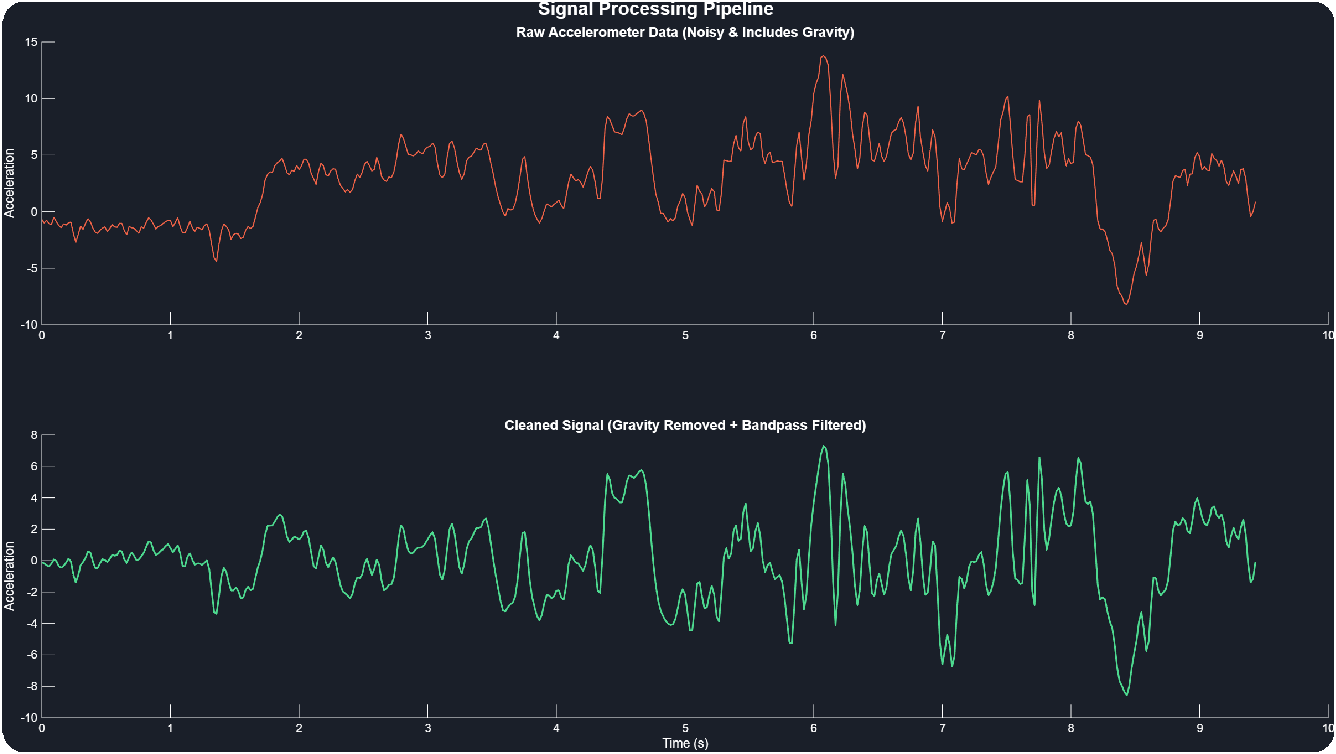 Signal Processing Pipeline
Raw Accelerometer Data (Noisy & Includes Gravity)
15
10
5
0
-5
-10
Acceleration
0 1 2 3 4 5 6 7 8 9 10
Cleaned Signal (Gravity Removed + Bandpass Filtered)
8
6
4
2
0
-2
-4
-6
-8
-10
Acceleration
0 1 2 3 4 5 6 7 8 9 10
Time (s)